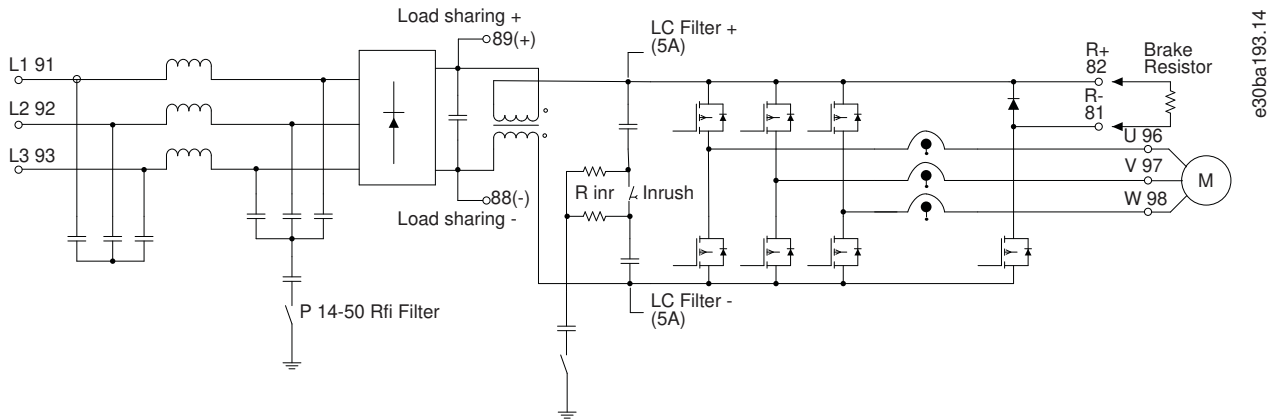 Load sharing +
89(+)
LC Filter +
(5A)
R+
82
Brake
Resistor
e30ba193.14
L1 91
R-
81
L2 92
U 96
L3 93
V 97
M
R inr
Inrush
88(-)
W 98
Load sharing -
P 14-50 Rfi Filter
LC Filter -
(5A)